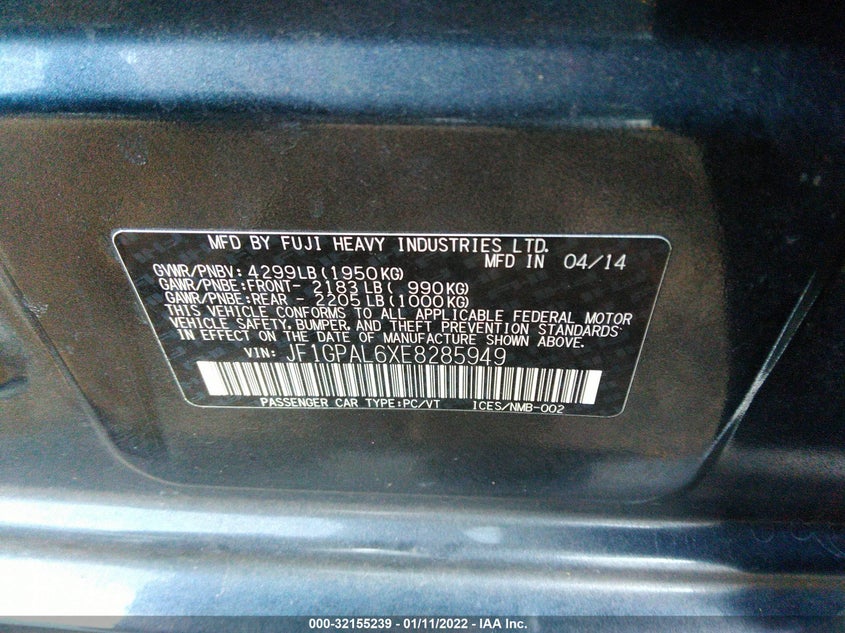 MFD BY FUJI HEAVY INDUSTRIES LTD.
MFD IN 04/14
GVWR/PNBV: 4299LB(1950KG)
GAWR/PNBE:FRONT- 2183LB( 990KG)
GAWR/PNBE:REAR - 2205LB(1000KG)
THIS VEHICLE CONFORMS TO ALL APPLICABLE FEDERAL MOTOR
VEHICLE SAFETY, BUMPER, AND THEFT PREVENTION STANDARDS
IN EFFECT ON THE DATE OF MANUFACTURE SHOWN ABOVE.
VIN: JF1GPAL6XE8285949
PASSENGER CAR TYPE:PC/VT ICES/NMB-002
000-32155239 - 01/11/2022 - IAA Inc.